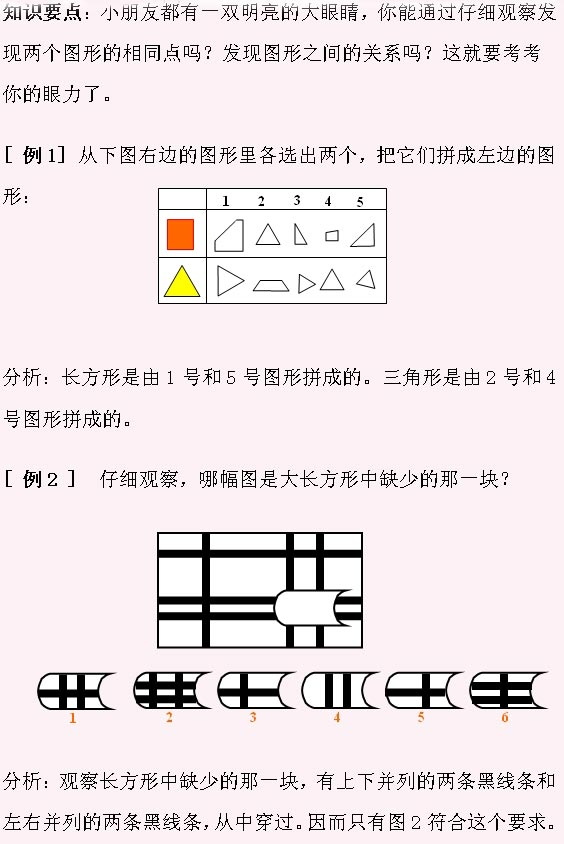 知识要点：小朋友都有一双明亮的大眼睛，你能通过仔细观察发
现两个图形的相同点吗？发现图形之间的关系吗？这就要考考
你的眼力了。
[ 例1] 从下图右边的图形里各选出两个，把它们拼成左边的图
形：
1 2 3 4 5
分析：长方形是由1号和5号图形拼成的。三角形是由2号和4
号图形拼成的。
[ 例2 ] 仔细观察，哪幅图是大长方形中缺少的那一块？
1 2 3 4 5 6
分析：观察长方形中缺少的那一块，有上下并列的两条黑线条和
左右并列的两条黑线条，从中穿过。因而只有图2符合这个要求。